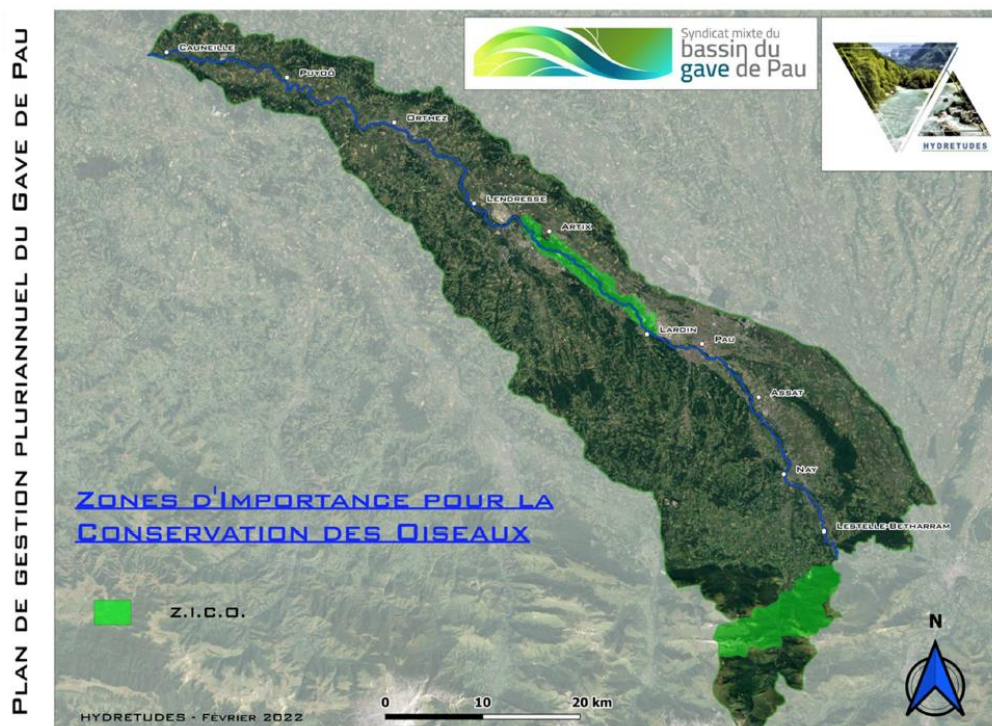 PLAN DE GESTION PLURIANNUEL DU GAVE DE PAU
Syndicat mixte du
bassin du
gave de Pau
HYDRETUDES
CAUNEILLE
PUYOÔ
ORTHEZ
LENDRESSE
ARTIX
LAROIN
PAU
ASSAT
NAY
LESTELLE-BETHARRAM
ZONES D'IMPORTANCE POUR LA
CONSERVATION DES OISEAUX
Z.I.C.O.
N
0 10 20 km
HYDRETUDES - FÉVRIER 2022